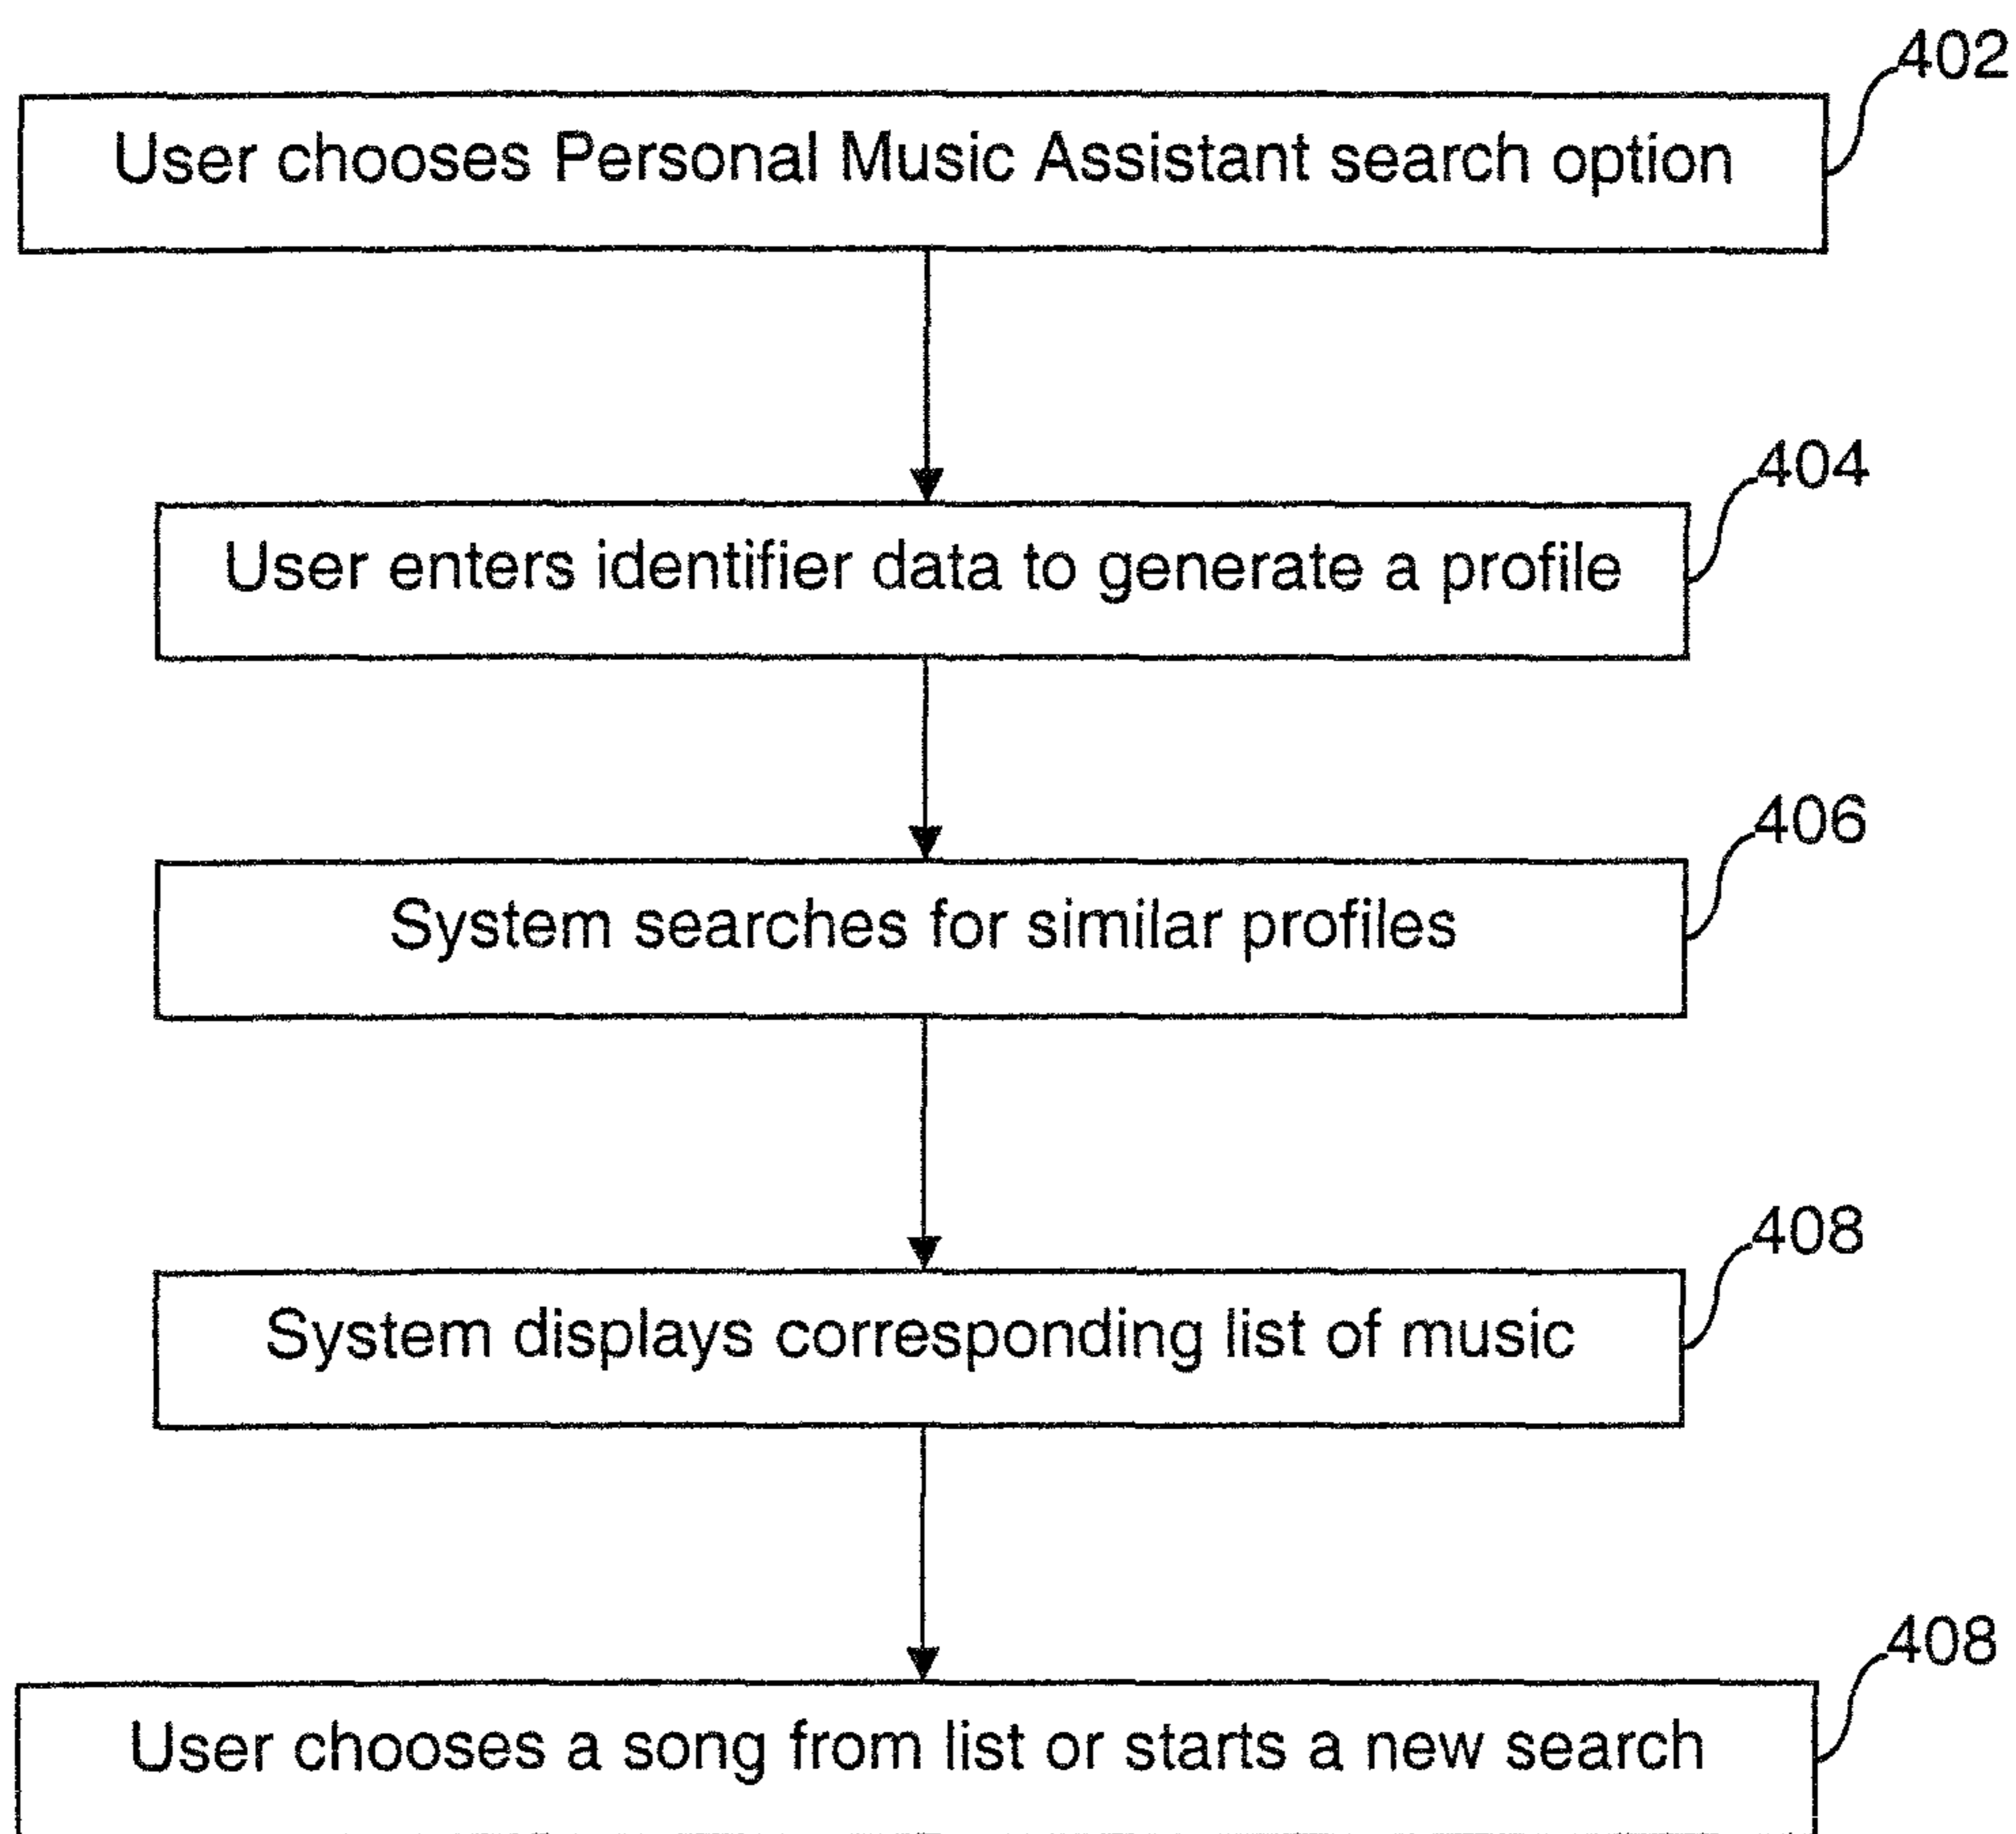 402
User chooses Personal Music Assistant search option
404
User enters identifier data to generate a profile
406
System searches for similar profiles
408
System displays corresponding list of music
408
User chooses a song from list or starts a new search